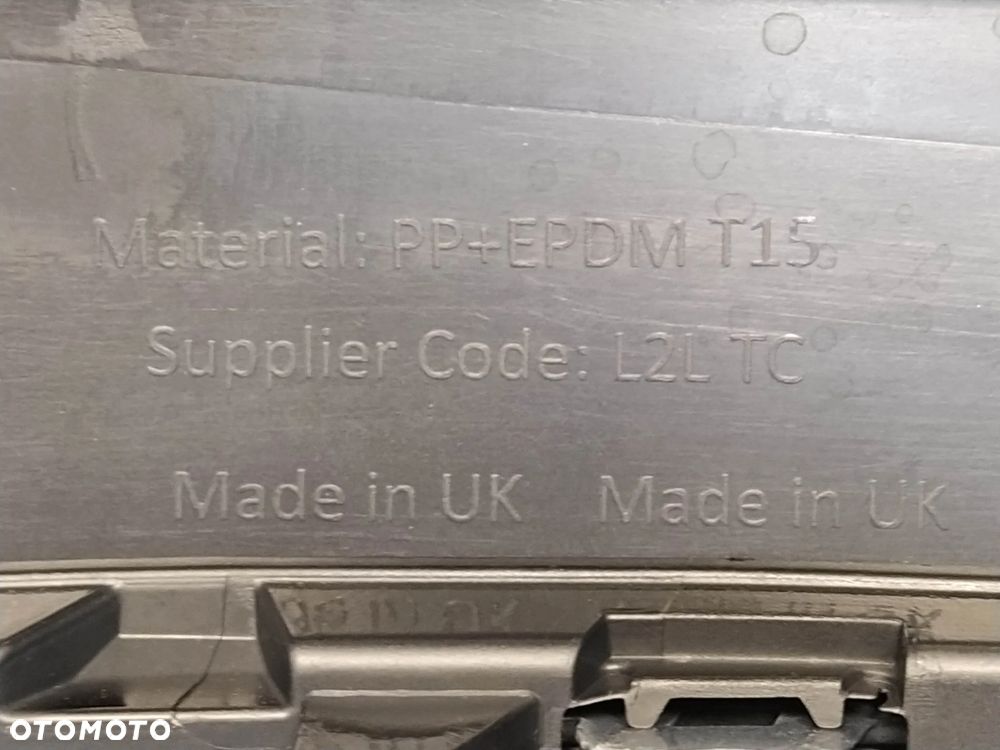 Material: PP+EPDM T15
Supplier Code: L2L TC
Made in UK Made in UK
OTOMOTO